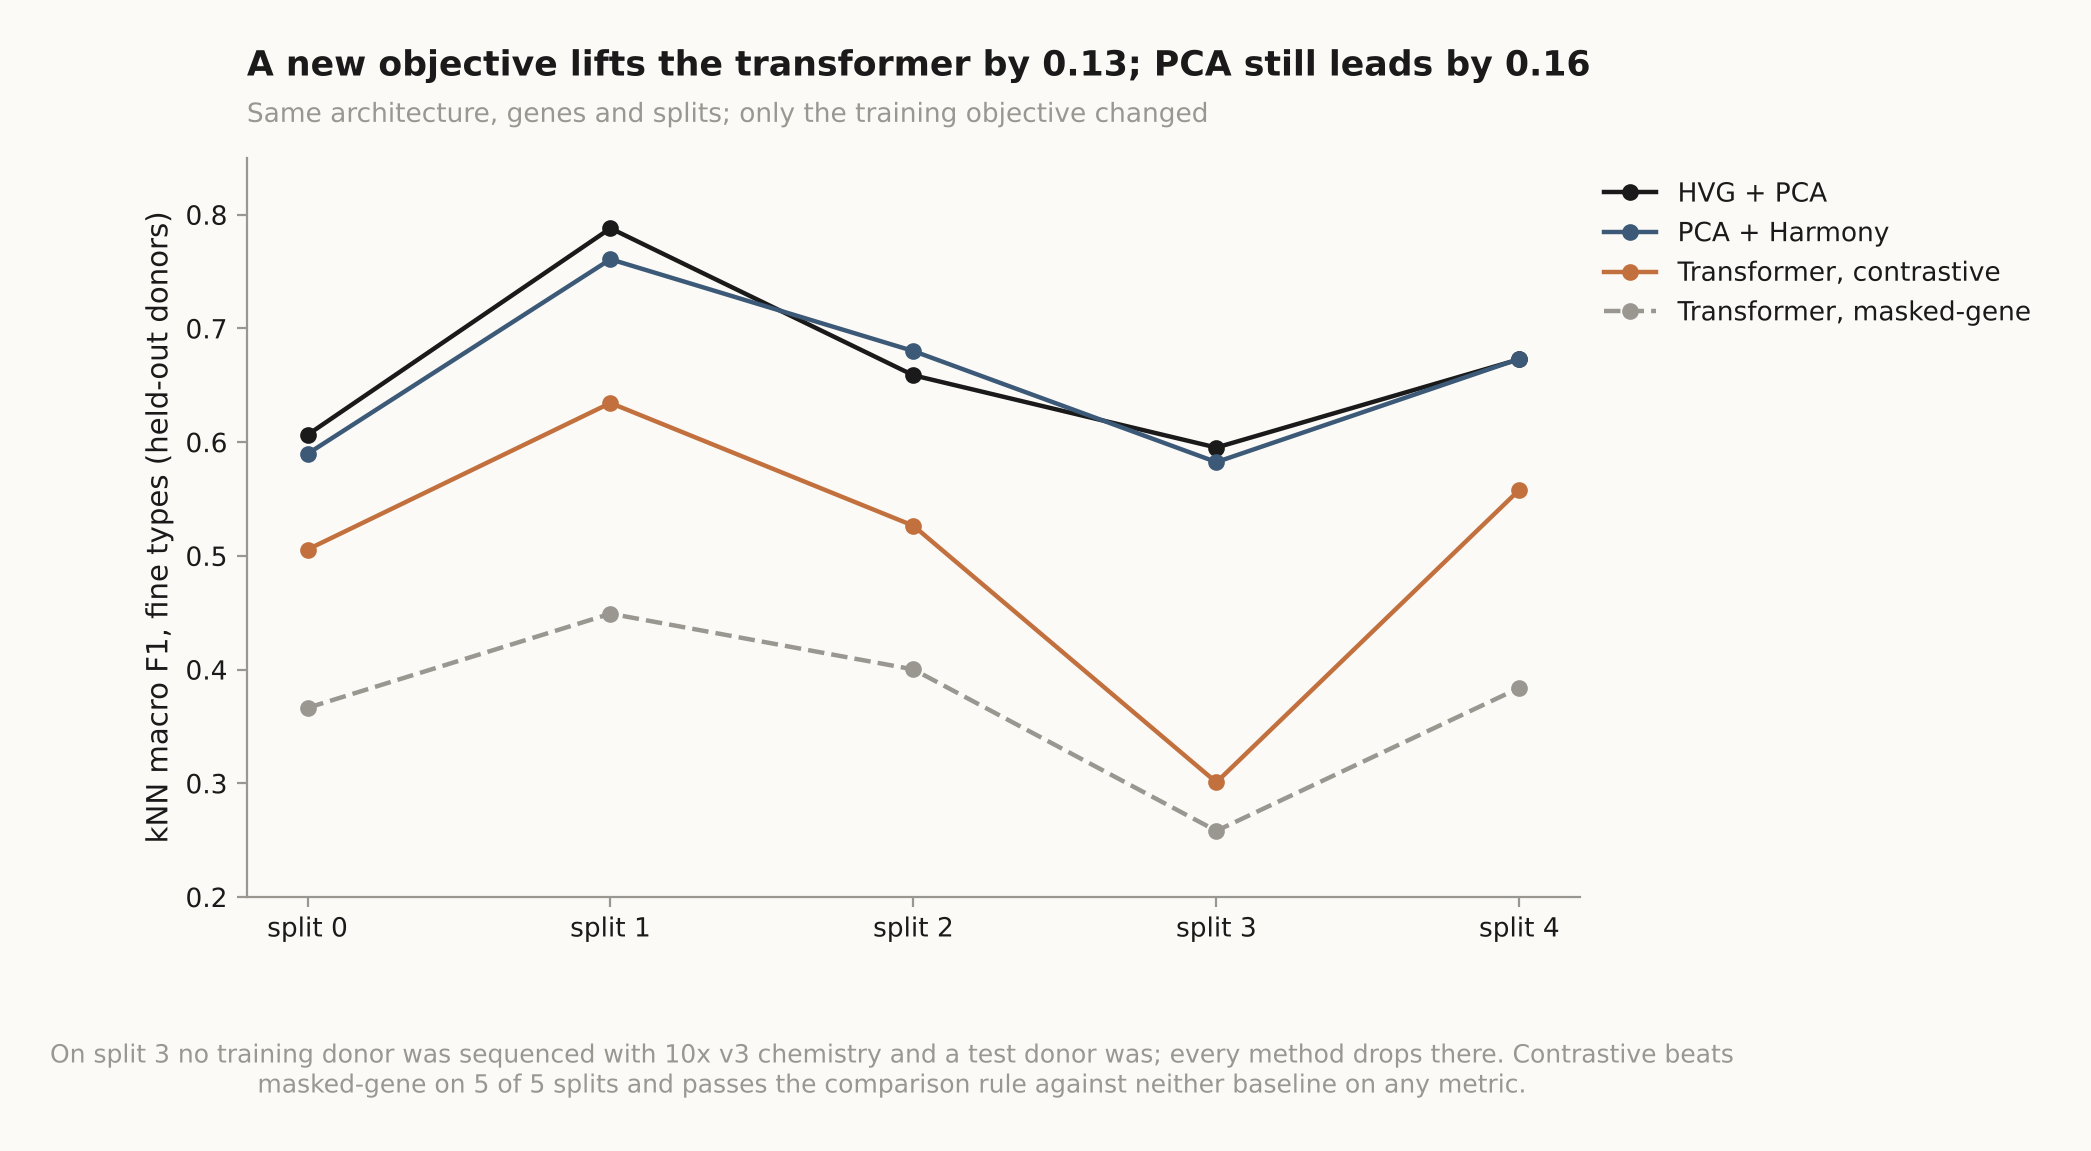 A new objective lifts the transformer by 0.13; PCA still leads by 0.16
Same architecture, genes and splits; only the training objective changed
kNN macro F1, fine types (held-out donors)
0.8
0.7
0.6
0.5
0.4
0.3
0.2
split 0
split 1
split 2
split 3
split 4
HVG + PCA
PCA + Harmony
Transformer, contrastive
Transformer, masked-gene
On split 3 no training donor was sequenced with 10x v3 chemistry and a test donor was; every method drops there. Contrastive beats
masked-gene on 5 of 5 splits and passes the comparison rule against neither baseline on any metric.